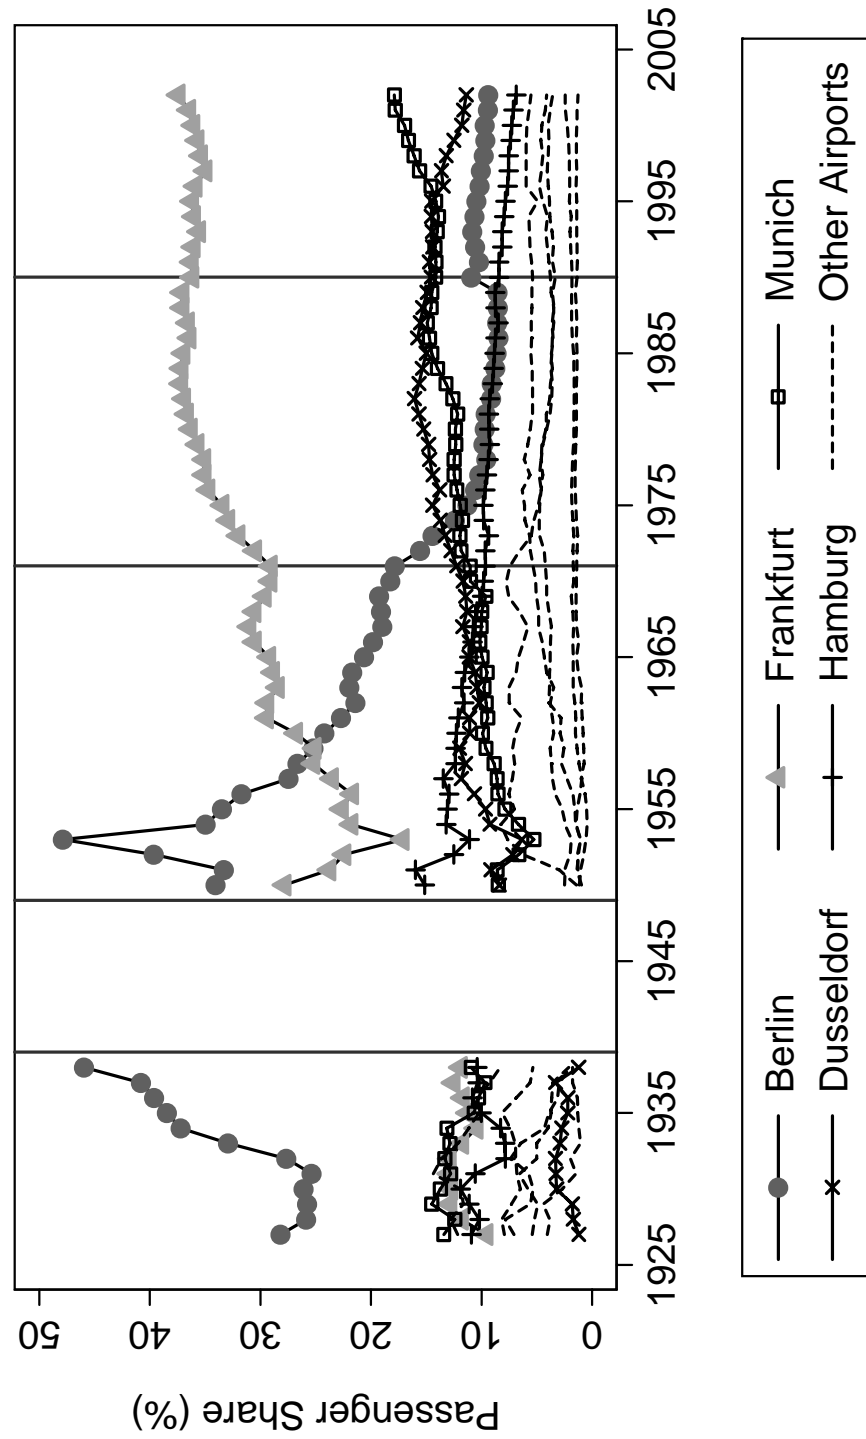 Passenger Share (%)
50
40
30
20
10
0
1925
1935
1945
1955
1965
1975
1985
1995
2005
Berlin
Frankfurt
Munich
Dusseldorf
Hamburg
Other Airports